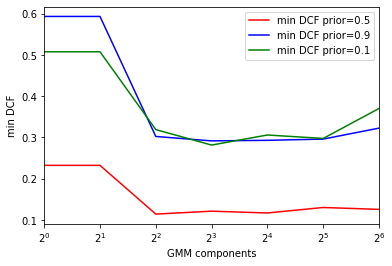 min DCF prior=0.5
min DCF prior=0.9
min DCF prior=0.1
0.6
0.5
0.4
0.3
0.2
0.1
min DCF
2^0 2^1 2^2 2^3 2^4 2^5 2^6
GMM components